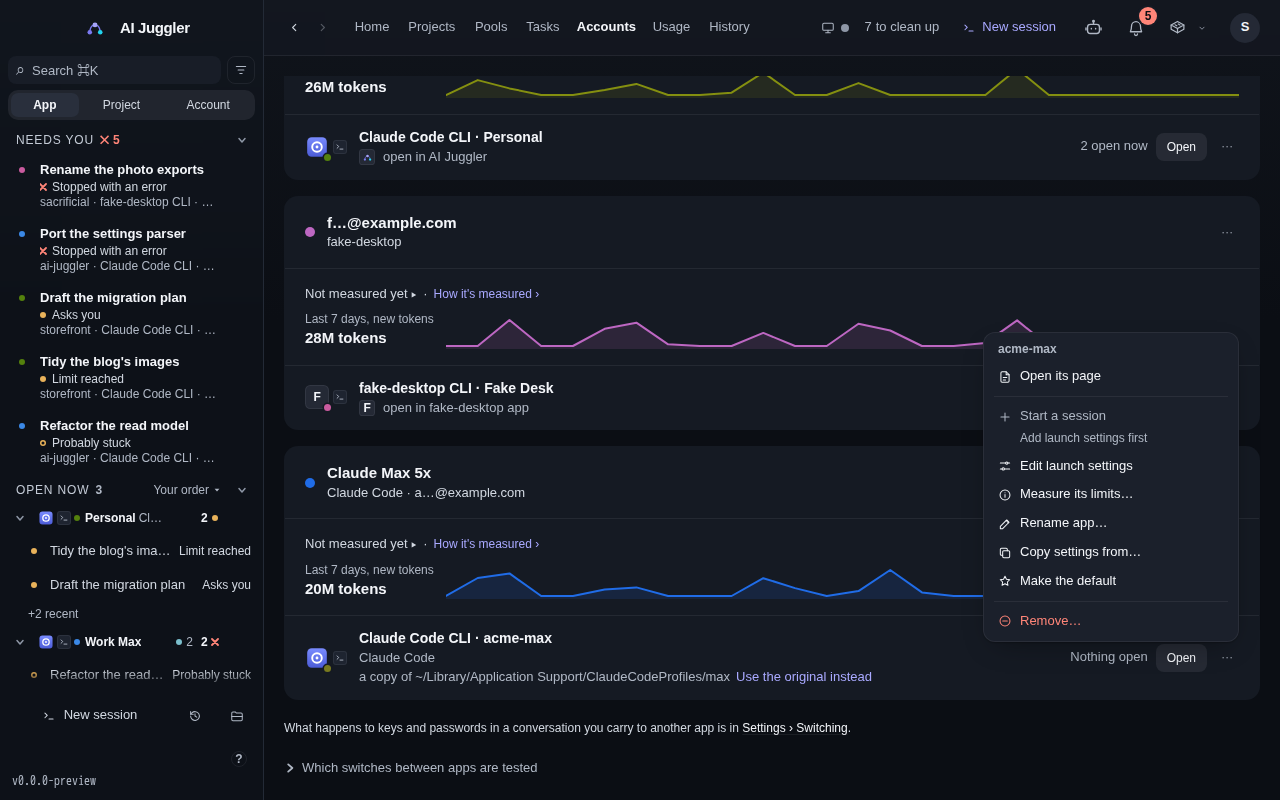 AI Juggler
Search ⌘K
App
Project
Account
NEEDS YOU 5
Rename the photo exports
Stopped with an error
sacrificial · fake-desktop CLI · …
Port the settings parser
Stopped with an error
ai-juggler · Claude Code CLI · …
Draft the migration plan
Asks you
storefront · Claude Code CLI · …
Tidy the blog's images
Limit reached
storefront · Claude Code CLI · …
Refactor the read model
Probably stuck
ai-juggler · Claude Code CLI · …
OPEN NOW 3
Your order
Personal Cl… 2
Tidy the blog's ima… Limit reached
Draft the migration plan Asks you
+2 recent
Work Max 2 2
Refactor the read… Probably stuck
New session
?
v0.0.0-preview
Home
Projects
Pools
Tasks
Accounts
Usage
History
7 to clean up
New session
5
S
26M tokens
Claude Code CLI · Personal
open in AI Juggler
2 open now
Open
…
f…@example.com
fake-desktop
…
Not measured yet ▸ · How it's measured ›
Last 7 days, new tokens
28M tokens
F
fake-desktop CLI · Fake Desk
F open in fake-desktop app
Claude Max 5x
Claude Code · a…@example.com
Not measured yet ▸ · How it's measured ›
Last 7 days, new tokens
20M tokens
Claude Code CLI · acme-max
Claude Code
a copy of ~/Library/Application Support/ClaudeCodeProfiles/max Use the original instead
Nothing open
Open
…
acme-max
Open its page
Start a session
Add launch settings first
Edit launch settings
Measure its limits…
Rename app…
Copy settings from…
Make the default
Remove…
What happens to keys and passwords in a conversation you carry to another app is in Settings › Switching.
Which switches between apps are tested